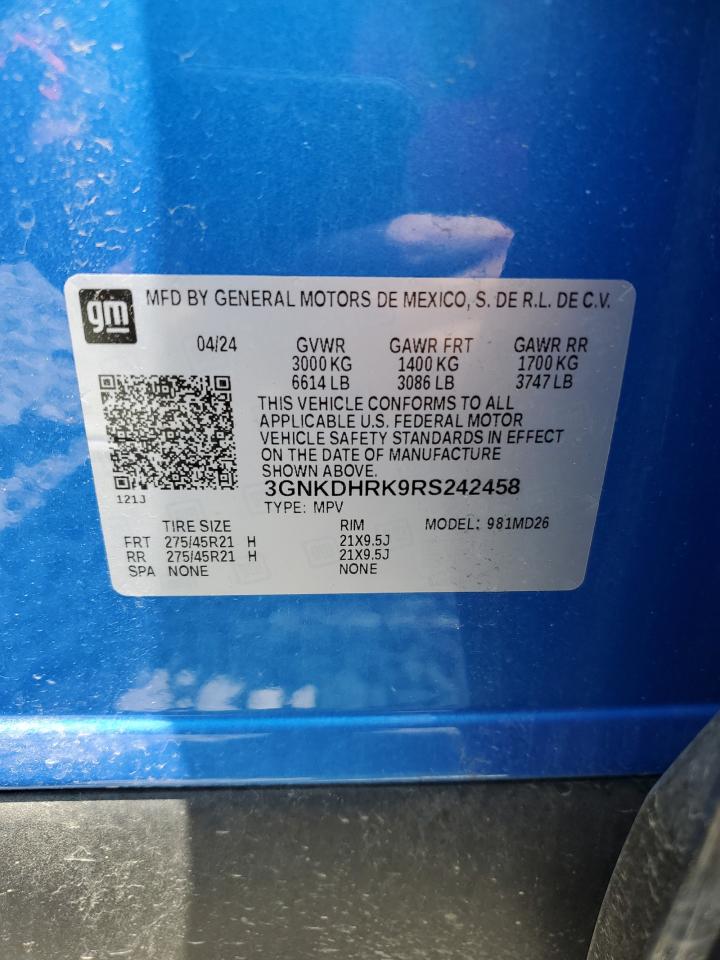 gm MFD BY GENERAL MOTORS DE MEXICO, S. DE R.L. DE C.V.
04/24 GVWR GAWR FRT GAWR RR
3000 KG 1400 KG 1700 KG
6614 LB 3086 LB 3747 LB
THIS VEHICLE CONFORMS TO ALL
APPLICABLE U.S. FEDERAL MOTOR
VEHICLE SAFETY STANDARDS IN EFFECT
ON THE DATE OF MANUFACTURE
SHOWN ABOVE.
121J 3GNKDHRK9RS242458
TYPE: MPV
TIRE SIZE RIM MODEL: 981MD26
FRT 275/45R21 H 21X9.5J
RR 275/45R21 H 21X9.5J
SPA NONE NONE